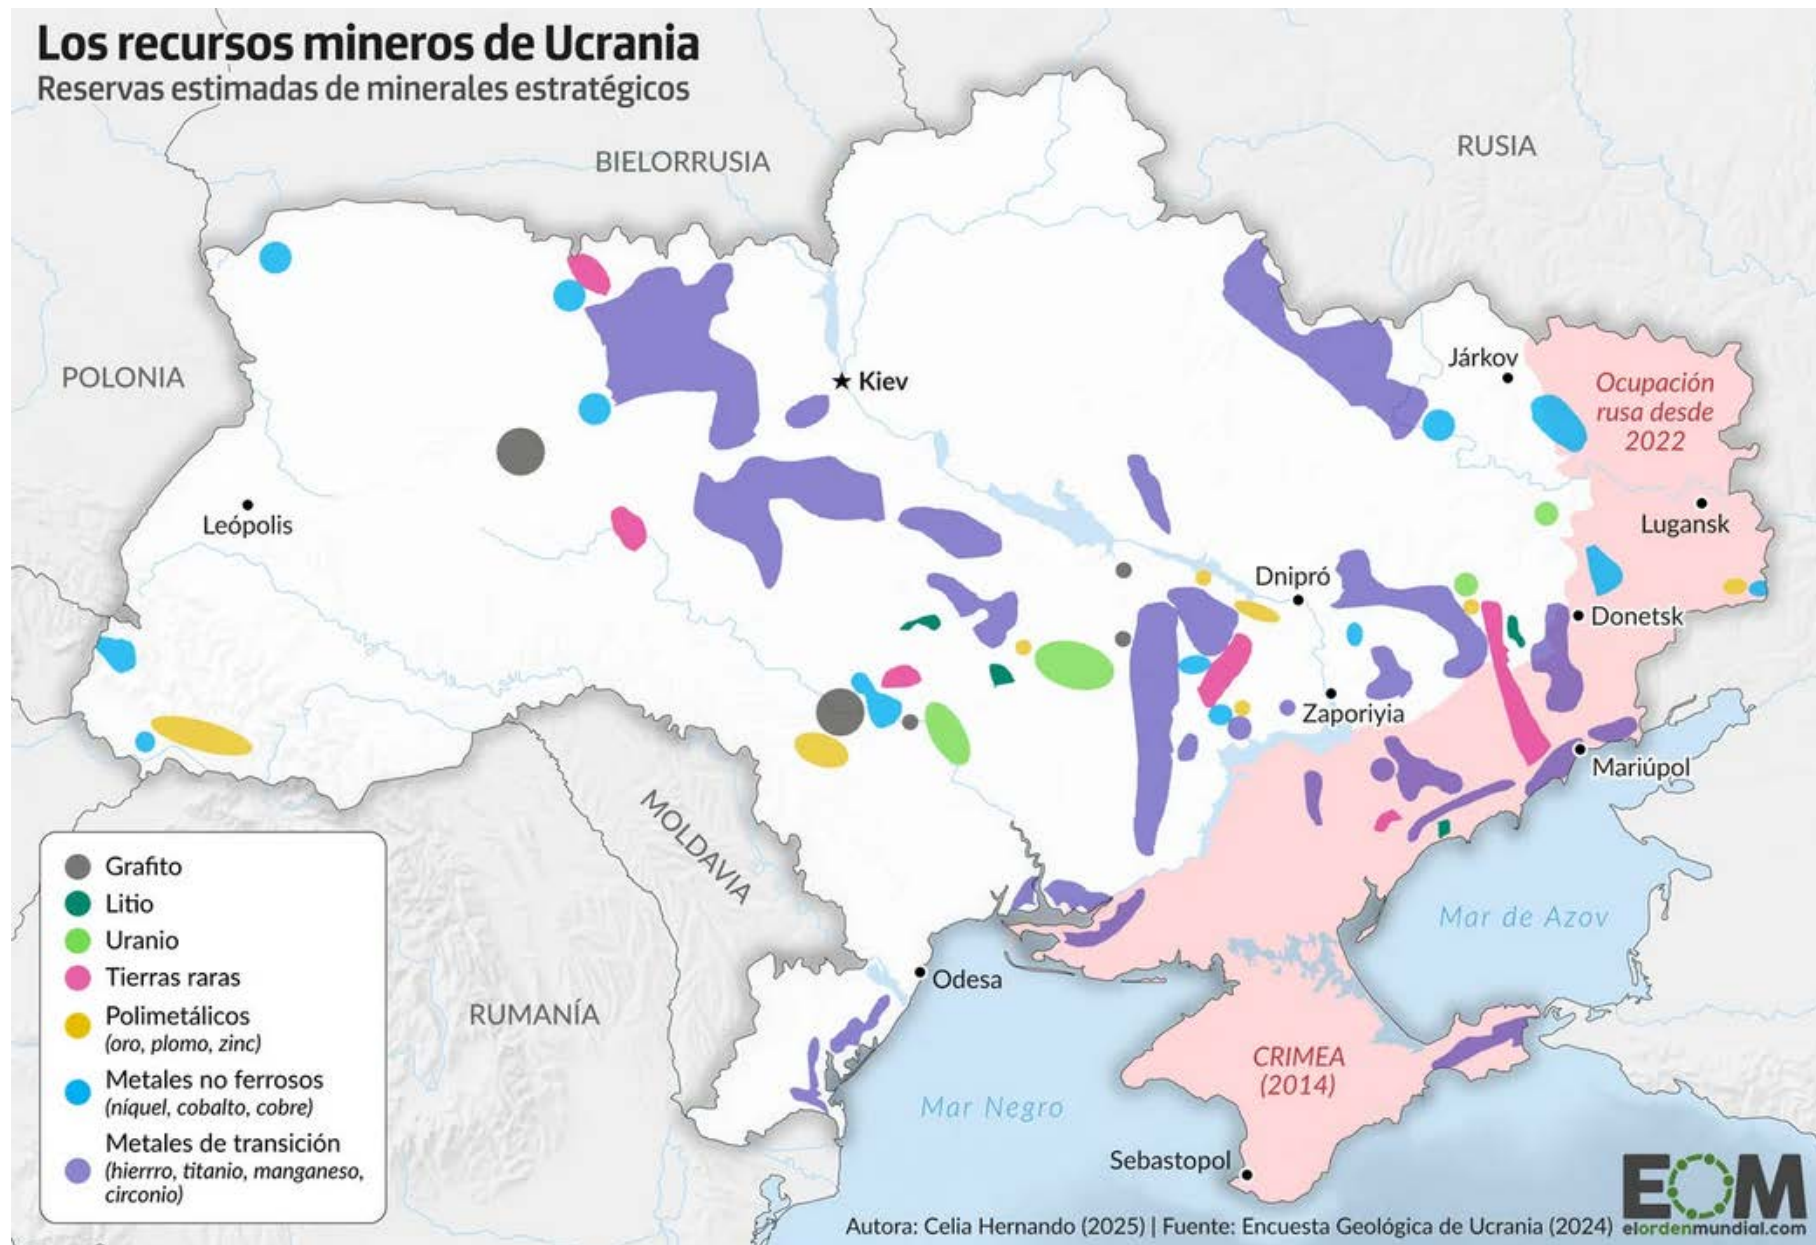 Los recursos mineros de Ucrania
Reservas estimadas de minerales estratégicos
BIELORRUSIA
RUSIA
POLONIA
Kiev
Járkov
Ocupación
rusa desde
2022
Leópolis
Lugansk
Dnipró
Donetsk
Zaporiyia
Mariúpol
MOLDAVIA
Grafito
Litio
Uranio
Tierras raras
Polimetálicos
(oro, plomo, zinc)
Metales no ferrosos
(níquel, cobalto, cobre)
Metales de transición
(hierrro, titanio, manganeso,
circonio)
RUMANÍA
Odesa
Mar de Azov
Mar Negro
CRIMEA
(2014)
Sebastopol
EOM
elordenmundial.com
Autora: Celia Hernando (2025) | Fuente: Encuesta Geológica de Ucrania (2024)